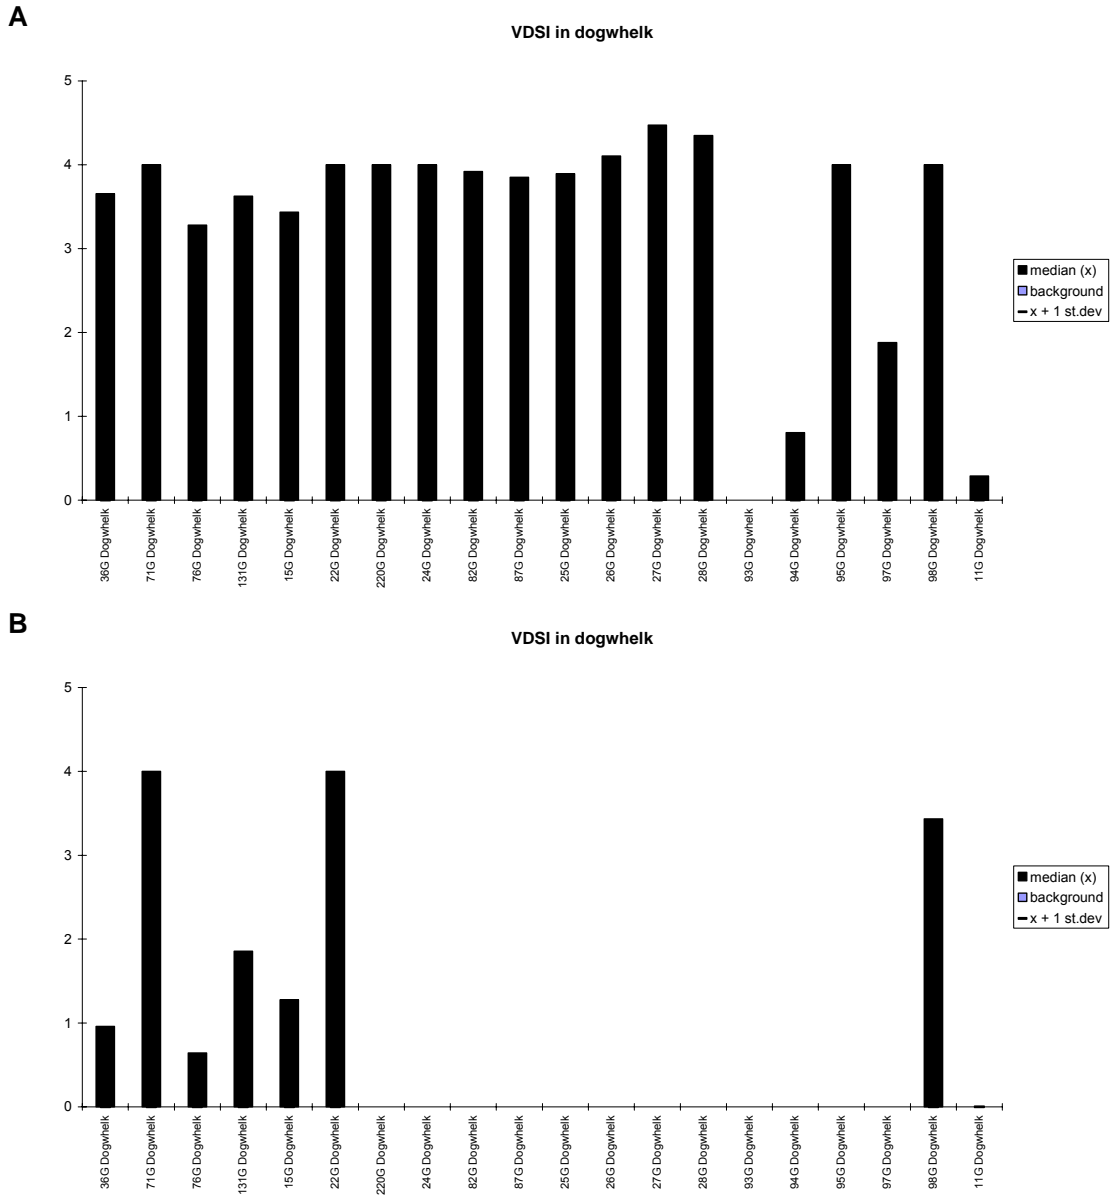 A
VDSI in dogwhelk
5
4
3
2
1
0
median (x)
background
x + 1 st.dev
36G Dogwhelk
71G Dogwhelk
76G Dogwhelk
131G Dogwhelk
15G Dogwhelk
22G Dogwhelk
220G Dogwhelk
24G Dogwhelk
82G Dogwhelk
87G Dogwhelk
25G Dogwhelk
26G Dogwhelk
27G Dogwhelk
28G Dogwhelk
93G Dogwhelk
94G Dogwhelk
95G Dogwhelk
97G Dogwhelk
98G Dogwhelk
11G Dogwhelk
B
VDSI in dogwhelk
5
4
3
2
1
0
median (x)
background
x + 1 st.dev
36G Dogwhelk
71G Dogwhelk
76G Dogwhelk
131G Dogwhelk
15G Dogwhelk
22G Dogwhelk
220G Dogwhelk
24G Dogwhelk
82G Dogwhelk
87G Dogwhelk
25G Dogwhelk
26G Dogwhelk
27G Dogwhelk
28G Dogwhelk
93G Dogwhelk
94G Dogwhelk
95G Dogwhelk
97G Dogwhelk
98G Dogwhelk
11G Dogwhelk